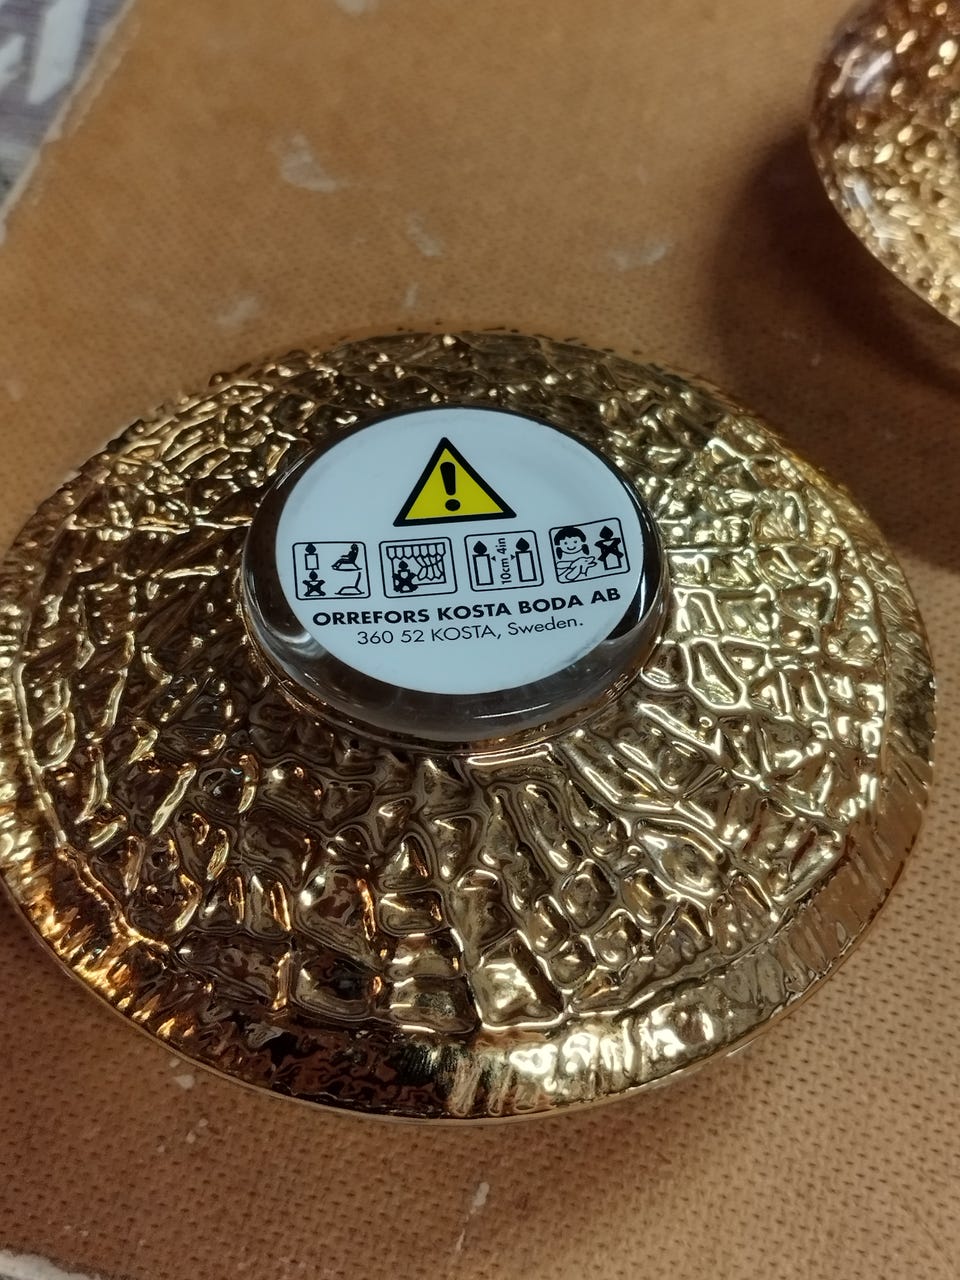 10cm-4in
ORREFORS KOSTA BODA AB
360 52 KOSTA, Sweden.